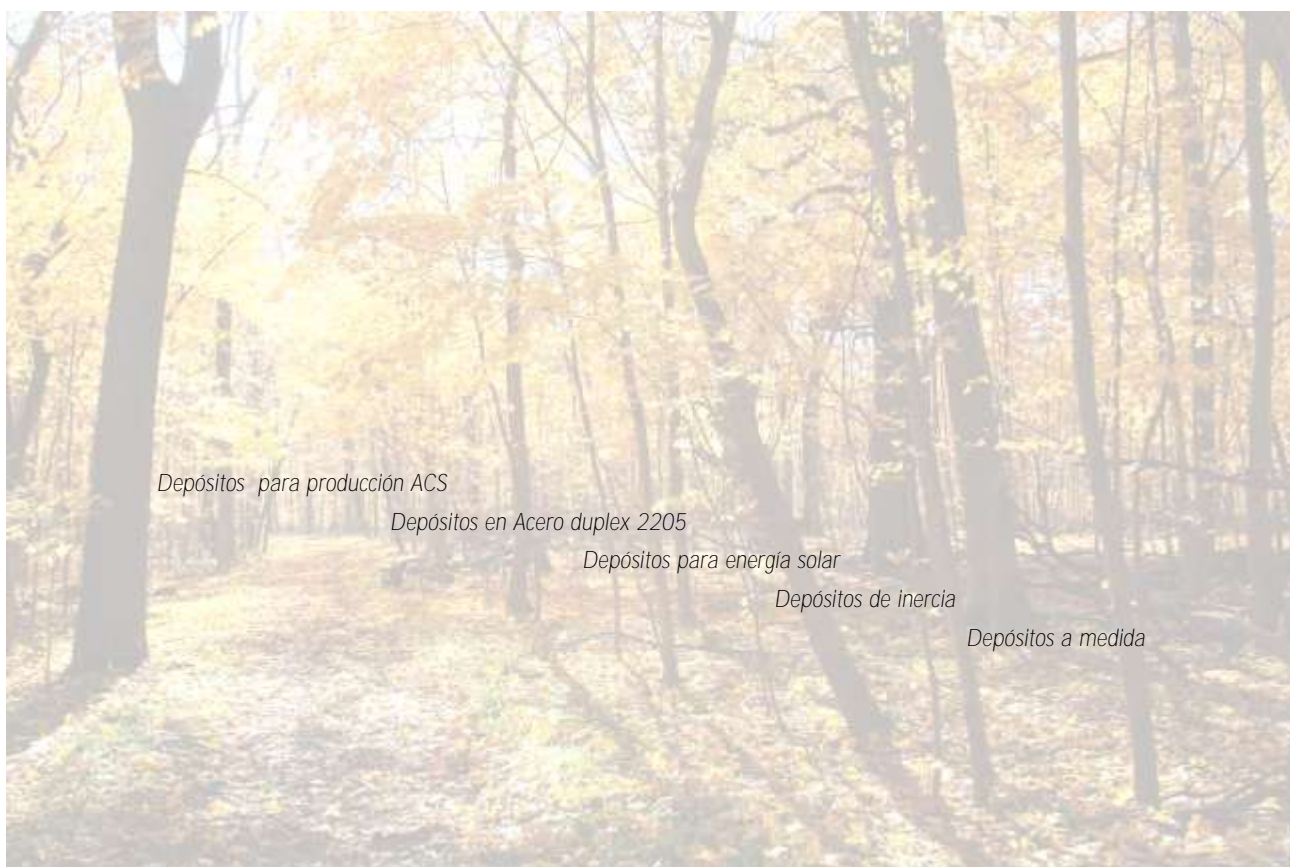 Depósitos para producción ACS
Depósitos en Acero duplex 2205
Depósitos para energía solar
Depósitos de inercia
Depósitos a medida